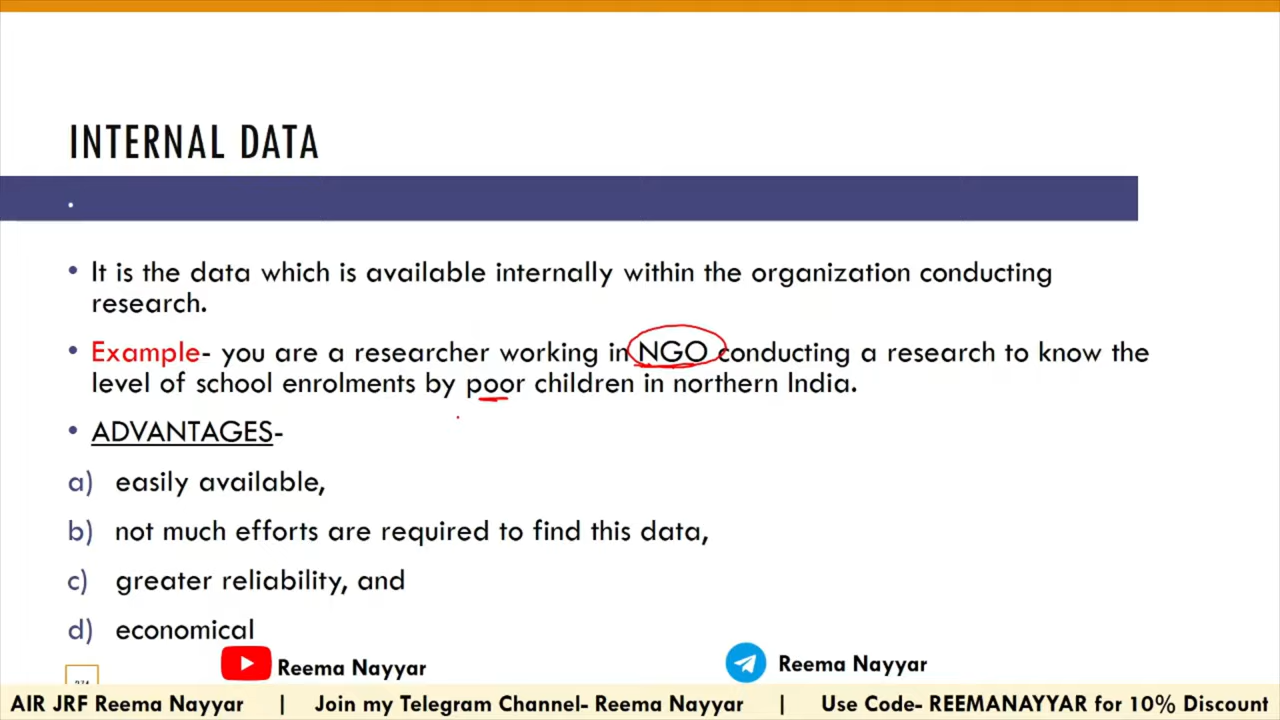 INTERNAL DATA
.
• It is the data which is available internally within the organization conducting
research.
• Example- you are a researcher working in NGO conducting a research to know the
level of school enrolments by poor children in northern India.
• ADVANTAGES-
a) easily available,
b) not much efforts are required to find this data,
c) greater reliability, and
d) economical
Reema Nayyar
Reema Nayyar
AIR JRF Reema Nayyar | Join my Telegram Channel- Reema Nayyar | Use Code- REEMANAYYAR for 10% Discount